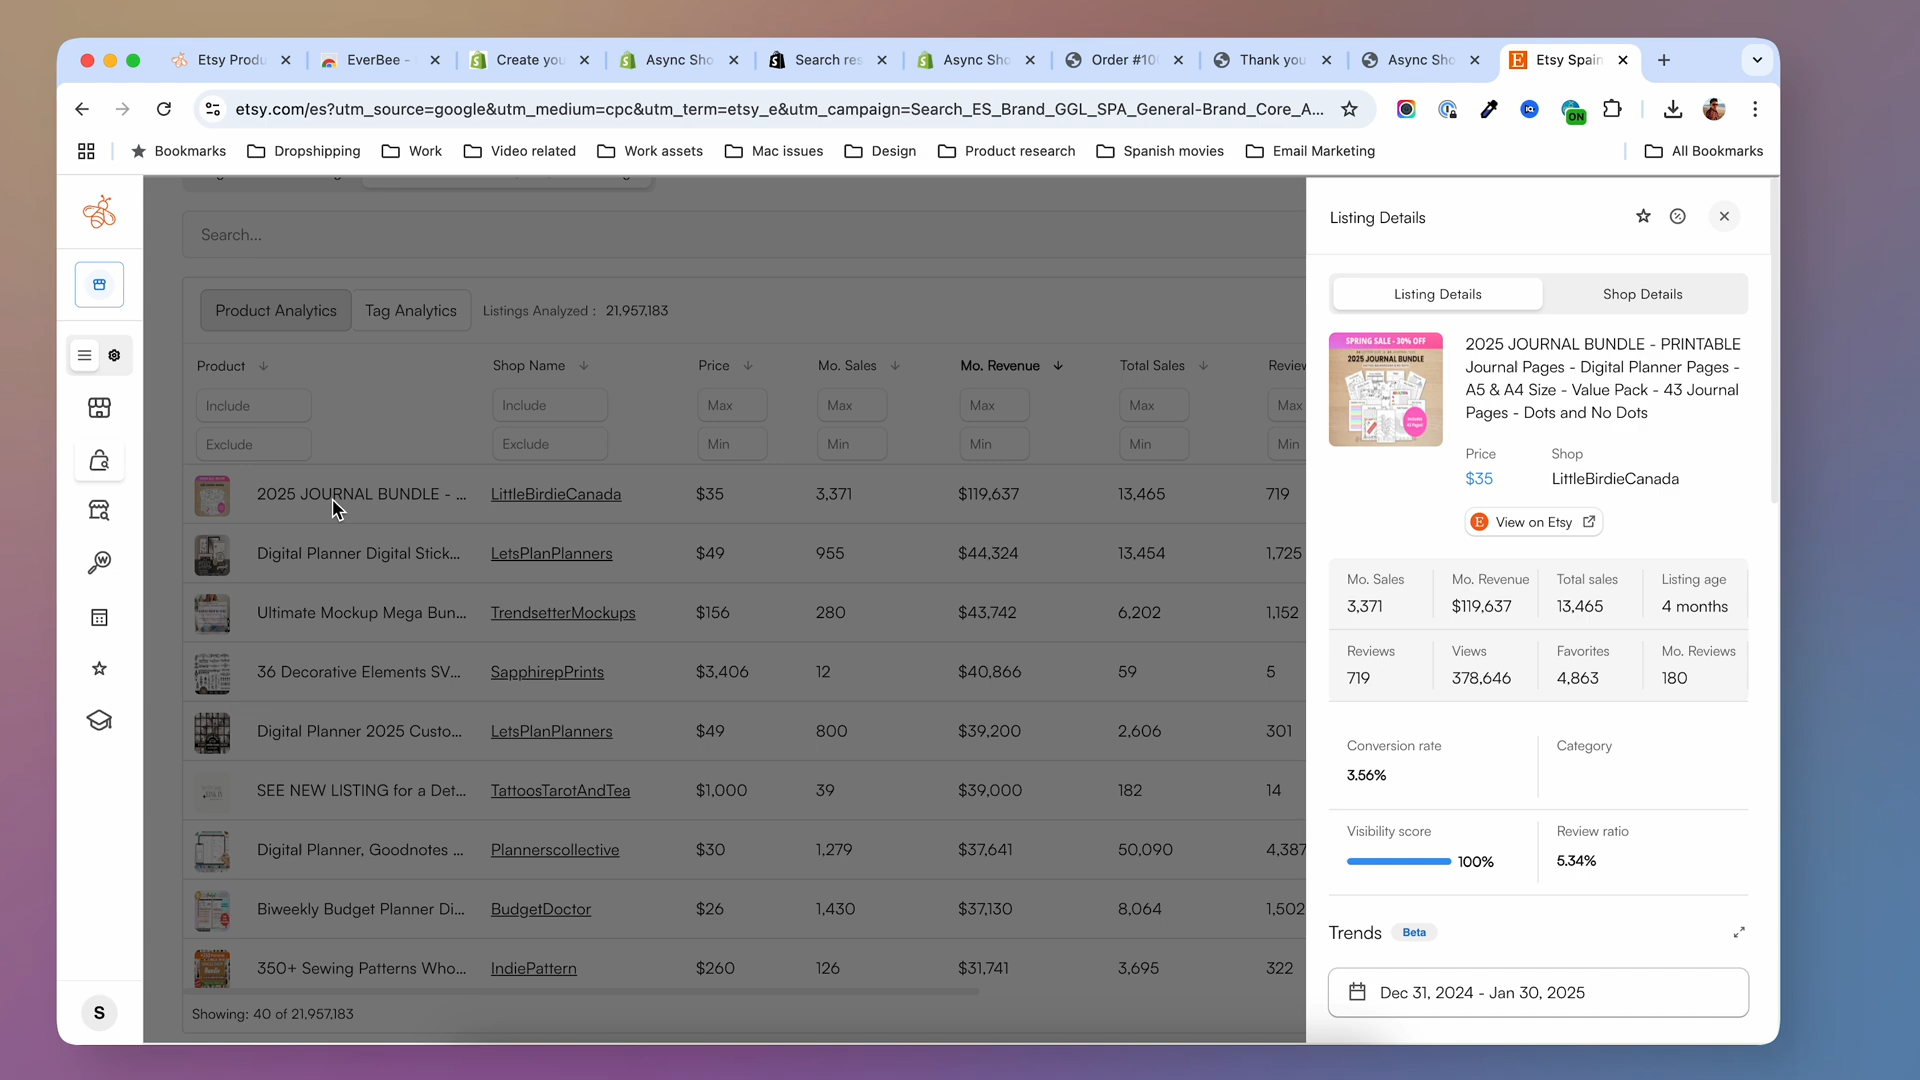 Etsy Produ
EverBee -
Create you
Async Sho
Search res
Async Sho
Order #10
Thank you
Async Sho
Etsy Spain
etsy.com/es?utm_source=google&utm_medium=cpc&utm_term=etsy_e&utm_campaign=Search_ES_Brand_GGL_SPA_General-Brand_Core_A...
ON
Bookmarks
Dropshipping
Work
Video related
Work assets
Mac issues
Design
Product research
Spanish movies
Email Marketing
All Bookmarks
Search...
Product Analytics
Tag Analytics
Listings Analyzed : 21,957,183
Product
Shop Name
Price
Mo. Sales
Mo. Revenue
Total Sales
Review
Include
Include
Max
Max
Max
Max
Max
Exclude
Exclude
Min
Min
Min
Min
Min
2025 JOURNAL BUNDLE - ... LittleBirdieCanada $35 3,371 $119,637 13,465 719
Digital Planner Digital Stick... LetsPlanPlanners $49 955 $44,324 13,454 1,725
Ultimate Mockup Mega Bun... TrendsetterMockups $156 280 $43,742 6,202 1,152
36 Decorative Elements SV... SapphirepPrints $3,406 12 $40,866 59 5
Digital Planner 2025 Custo... LetsPlanPlanners $49 800 $39,200 2,606 301
SEE NEW LISTING for a Det... TattoosTarotAndTea $1,000 39 $39,000 182 14
Digital Planner, Goodnotes ... Plannerscollective $30 1,279 $37,641 50,090 4,387
Biweekly Budget Planner Di... BudgetDoctor $26 1,430 $37,130 8,064 1,502
350+ Sewing Patterns Who... IndiePattern $260 126 $31,741 3,695 322
Showing: 40 of 21,957,183
S
Listing Details
Listing Details
Shop Details
SPRING SALE - 30% OFF
2025 JOURNAL BUNDLE
2025 JOURNAL BUNDLE - PRINTABLE
Journal Pages - Digital Planner Pages -
A5 & A4 Size - Value Pack - 43 Journal
Pages - Dots and No Dots
Price
Shop
$35
LittleBirdieCanada
View on Etsy
Mo. Sales
Mo. Revenue
Total sales
Listing age
3,371
$119,637
13,465
4 months
Reviews
Views
Favorites
Mo. Reviews
719
378,646
4,863
180
Conversion rate
Category
3.56%
Visibility score
Review ratio
100%
5.34%
Trends
Beta
Dec 31, 2024 - Jan 30, 2025